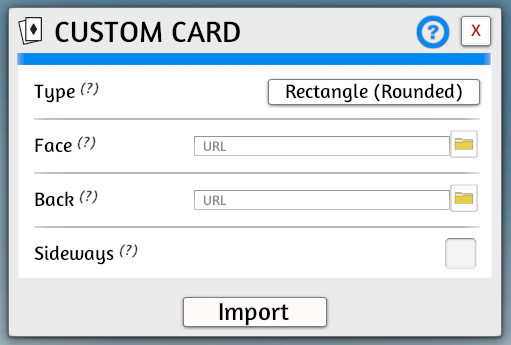 CUSTOM CARD ? X
Type (?) Rectangle (Rounded)
Face (?) URL
Back (?) URL
Sideways (?)
Import